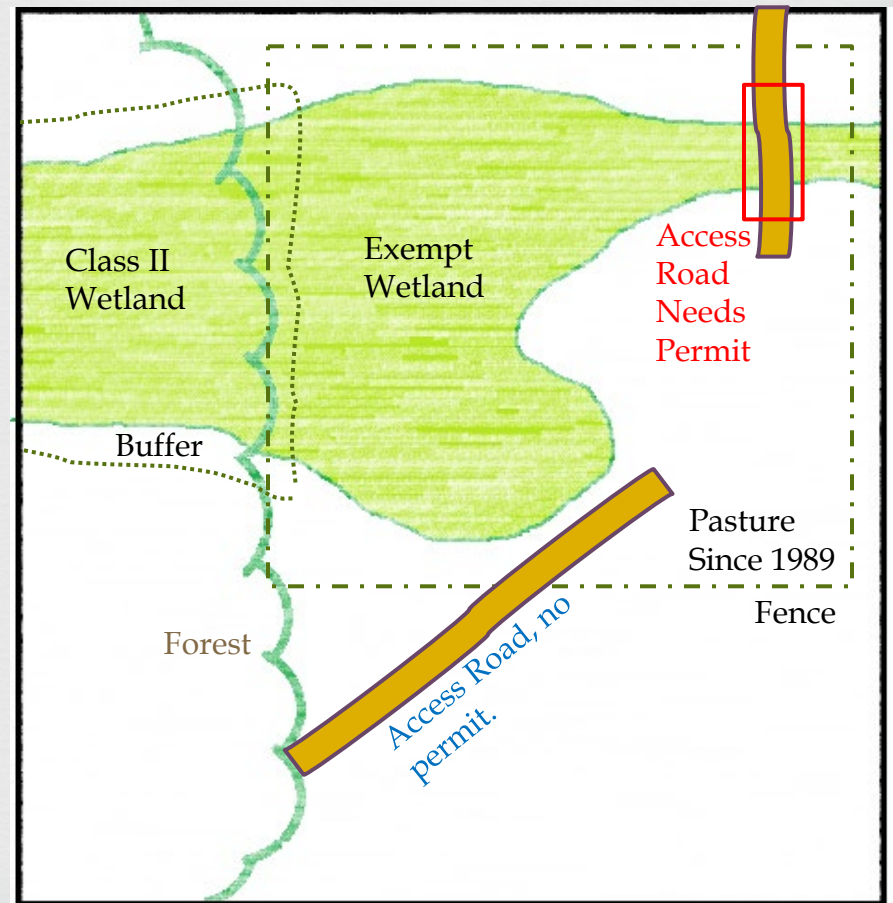 Class II
Wetland
Exempt
Wetland
Access
Road
Needs
Permit
Buffer
Pasture
Since 1989
Fence
Forest
Access Road, no
permit.